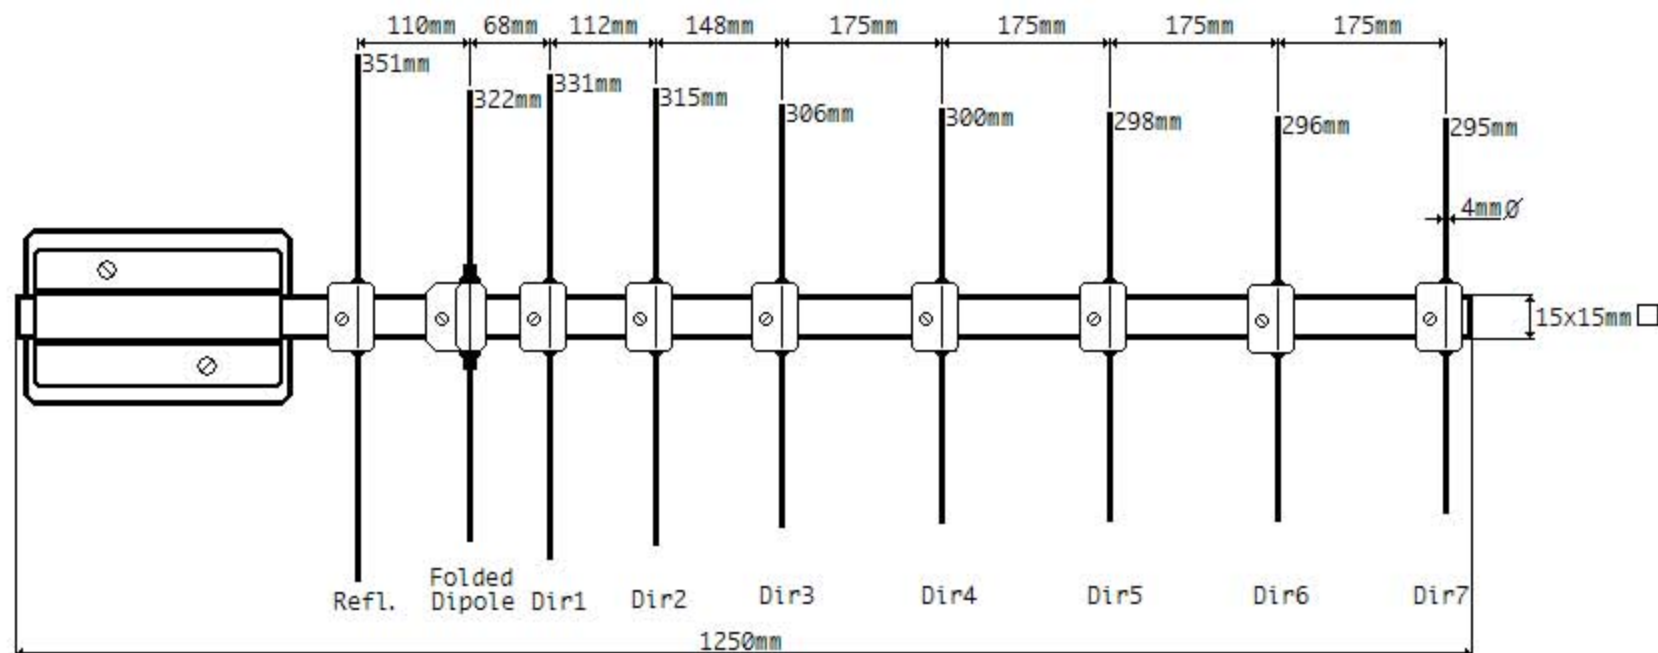 110mm 68mm 112mm 148mm 175mm 175mm 175mm 175mm
351mm
331mm
322mm
315mm
306mm
300mm
298mm
296mm
295mm
4mmØ
15x15mm
Folded
Dipole
Refl.
Dir1
Dir2
Dir3
Dir4
Dir5
Dir6
Dir7
1250mm